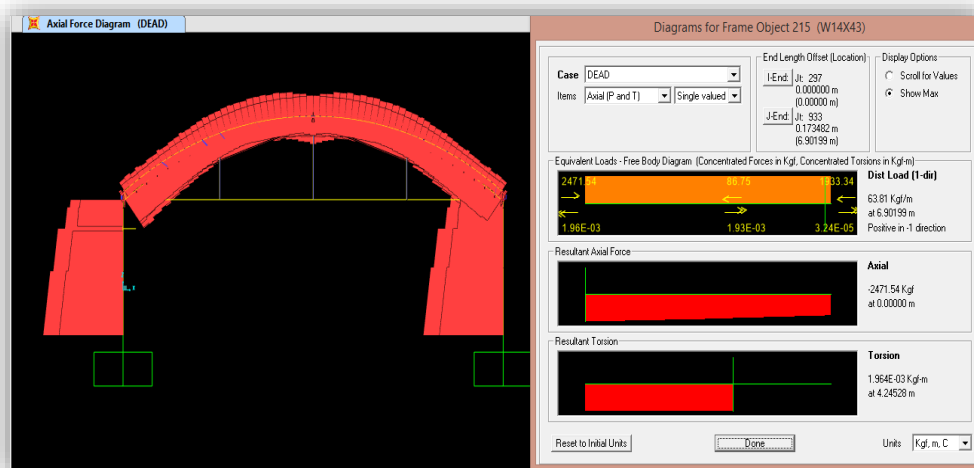 Axial Force Diagram (DEAD)
Diagrams for Frame Object 215 (W14X43)
Case DEAD
Items Axial (P and T) Single valued
End Length Offset (Location)
I-End: Jt: 297
0.000000 m
(0.00000 m)
J-End: Jt: 933
0.173482 m
(6.90199 m)
Display Options
Scroll for Values
Show Max
Equivalent Loads - Free Body Diagram (Concentrated Forces in Kgf, Concentrated Torsions in Kgf-m)
2471.54 86.75 1933.34
1.96E-03 1.93E-03 3.24E-05
Dist Load (1-dir)
63.81 Kgf/m
at 6.90199 m
Positive in -1 direction
Resultant Axial Force
Axial
-2471.54 Kgf
at 0.00000 m
Resultant Torsion
Torsion
1.964E-03 Kgf-m
at 4.24528 m
Reset to Initial Units
Done
Units Kgf, m, C